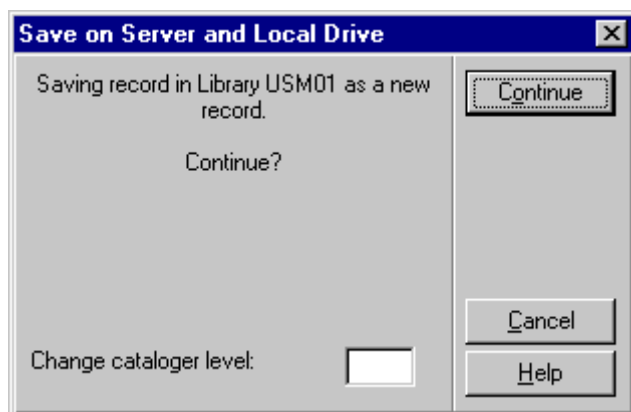 Save on Server and Local Drive
Saving record in Library USM01 as a new
record.
Continue?
Continue
Cancel
Change cataloger level:
Help